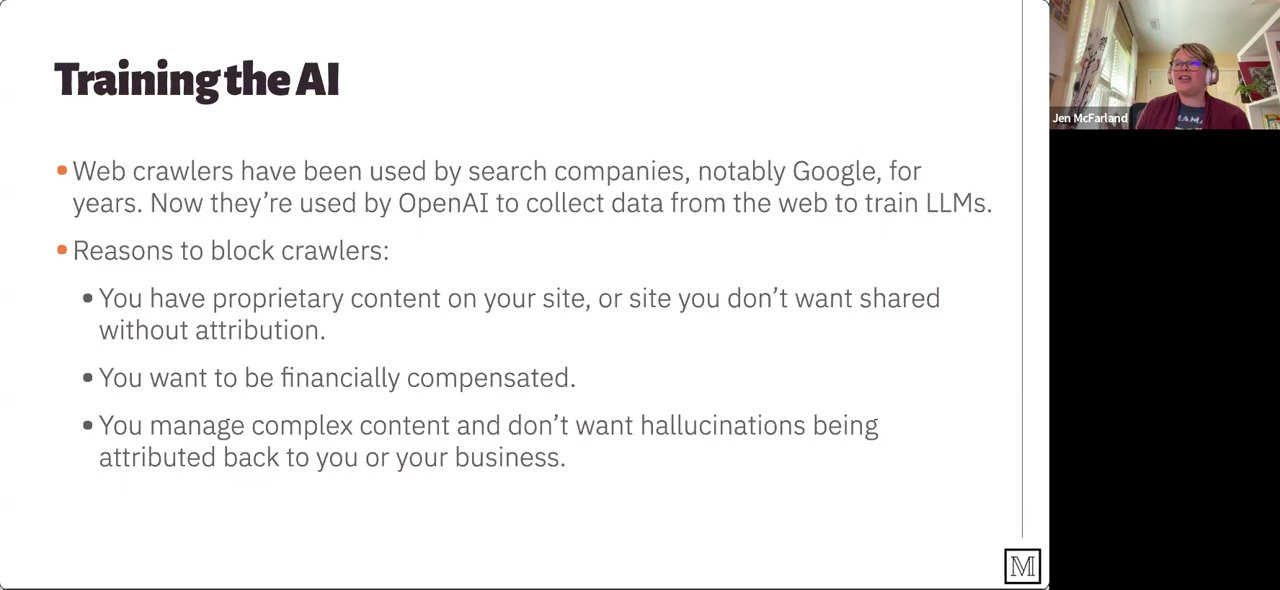 Training the AI
• Web crawlers have been used by search companies, notably Google, for
years. Now they’re used by OpenAI to collect data from the web to train LLMs.
• Reasons to block crawlers:
• You have proprietary content on your site, or site you don’t want shared
without attribution.
• You want to be financially compensated.
• You manage complex content and don’t want hallucinations being
attributed back to you or your business.
M
Jen McFarland